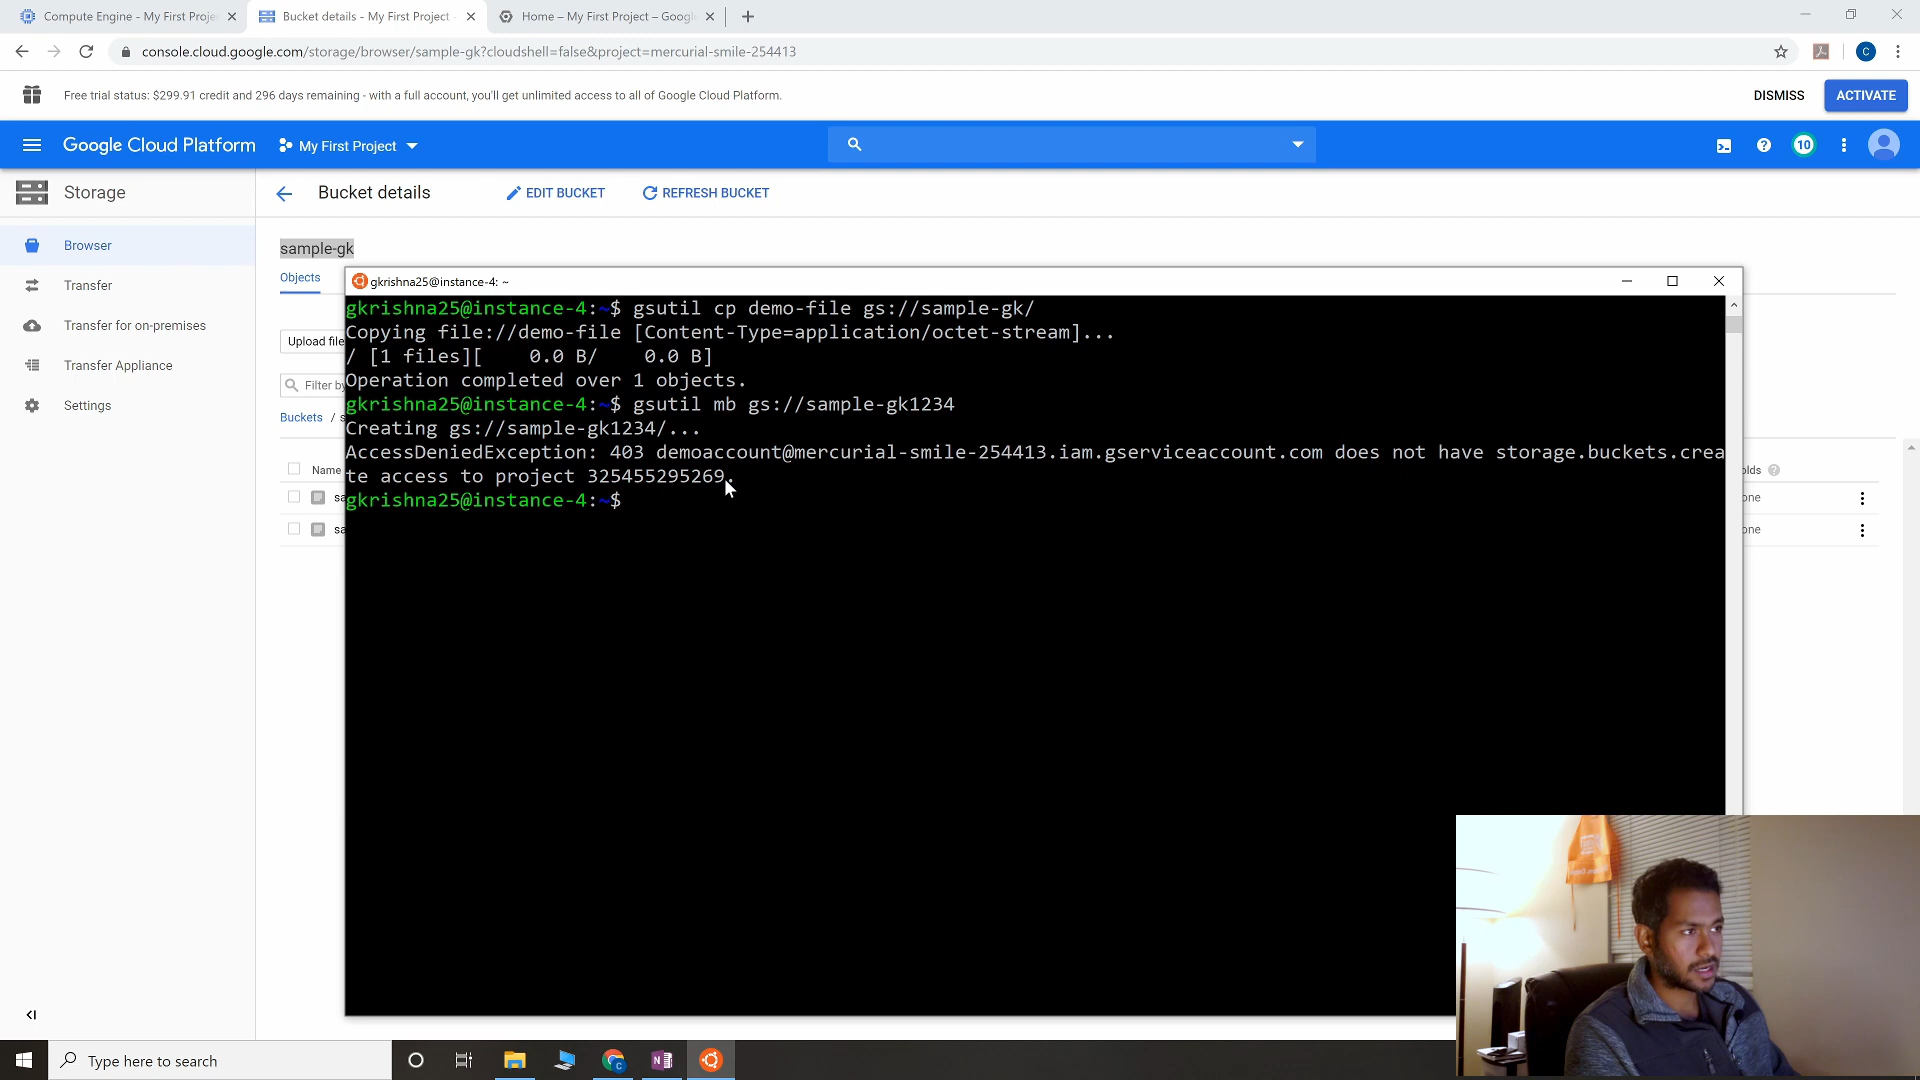 Compute Engine - My First Proje
Bucket details - My First Project
Home – My First Project – Googl
console.cloud.google.com/storage/browser/sample-gk?cloudshell=false&project=mercurial-smile-254413
C
Free trial status: $299.91 credit and 296 days remaining - with a full account, you'll get unlimited access to all of Google Cloud Platform.
DISMISS
ACTIVATE
Google Cloud Platform
My First Project
10
Storage
Bucket details
EDIT BUCKET
REFRESH BUCKET
Browser
Transfer
Transfer for on-premises
Transfer Appliance
Settings
sample-gk
Objects
Upload file
Filter by
Buckets / s
Name
sa
sa
olds
one
one
gkrishna25@instance-4: ~
gkrishna25@instance-4:~$ gsutil cp demo-file gs://sample-gk/
Copying file://demo-file [Content-Type=application/octet-stream]...
/ [1 files][    0.0 B/    0.0 B]
Operation completed over 1 objects.
gkrishna25@instance-4:~$ gsutil mb gs://sample-gk1234
Creating gs://sample-gk1234/...
AccessDeniedException: 403 demoaccount@mercurial-smile-254413.iam.gserviceaccount.com does not have storage.buckets.crea
te access to project 325455295269.
gkrishna25@instance-4:~$
Type here to search